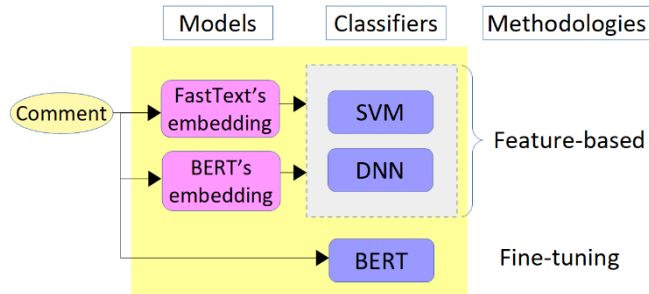 Models
Classifiers
Methodologies
Comment
FastText's
embedding
BERT's
embedding
SVM
DNN
Feature-based
BERT
Fine-tuning